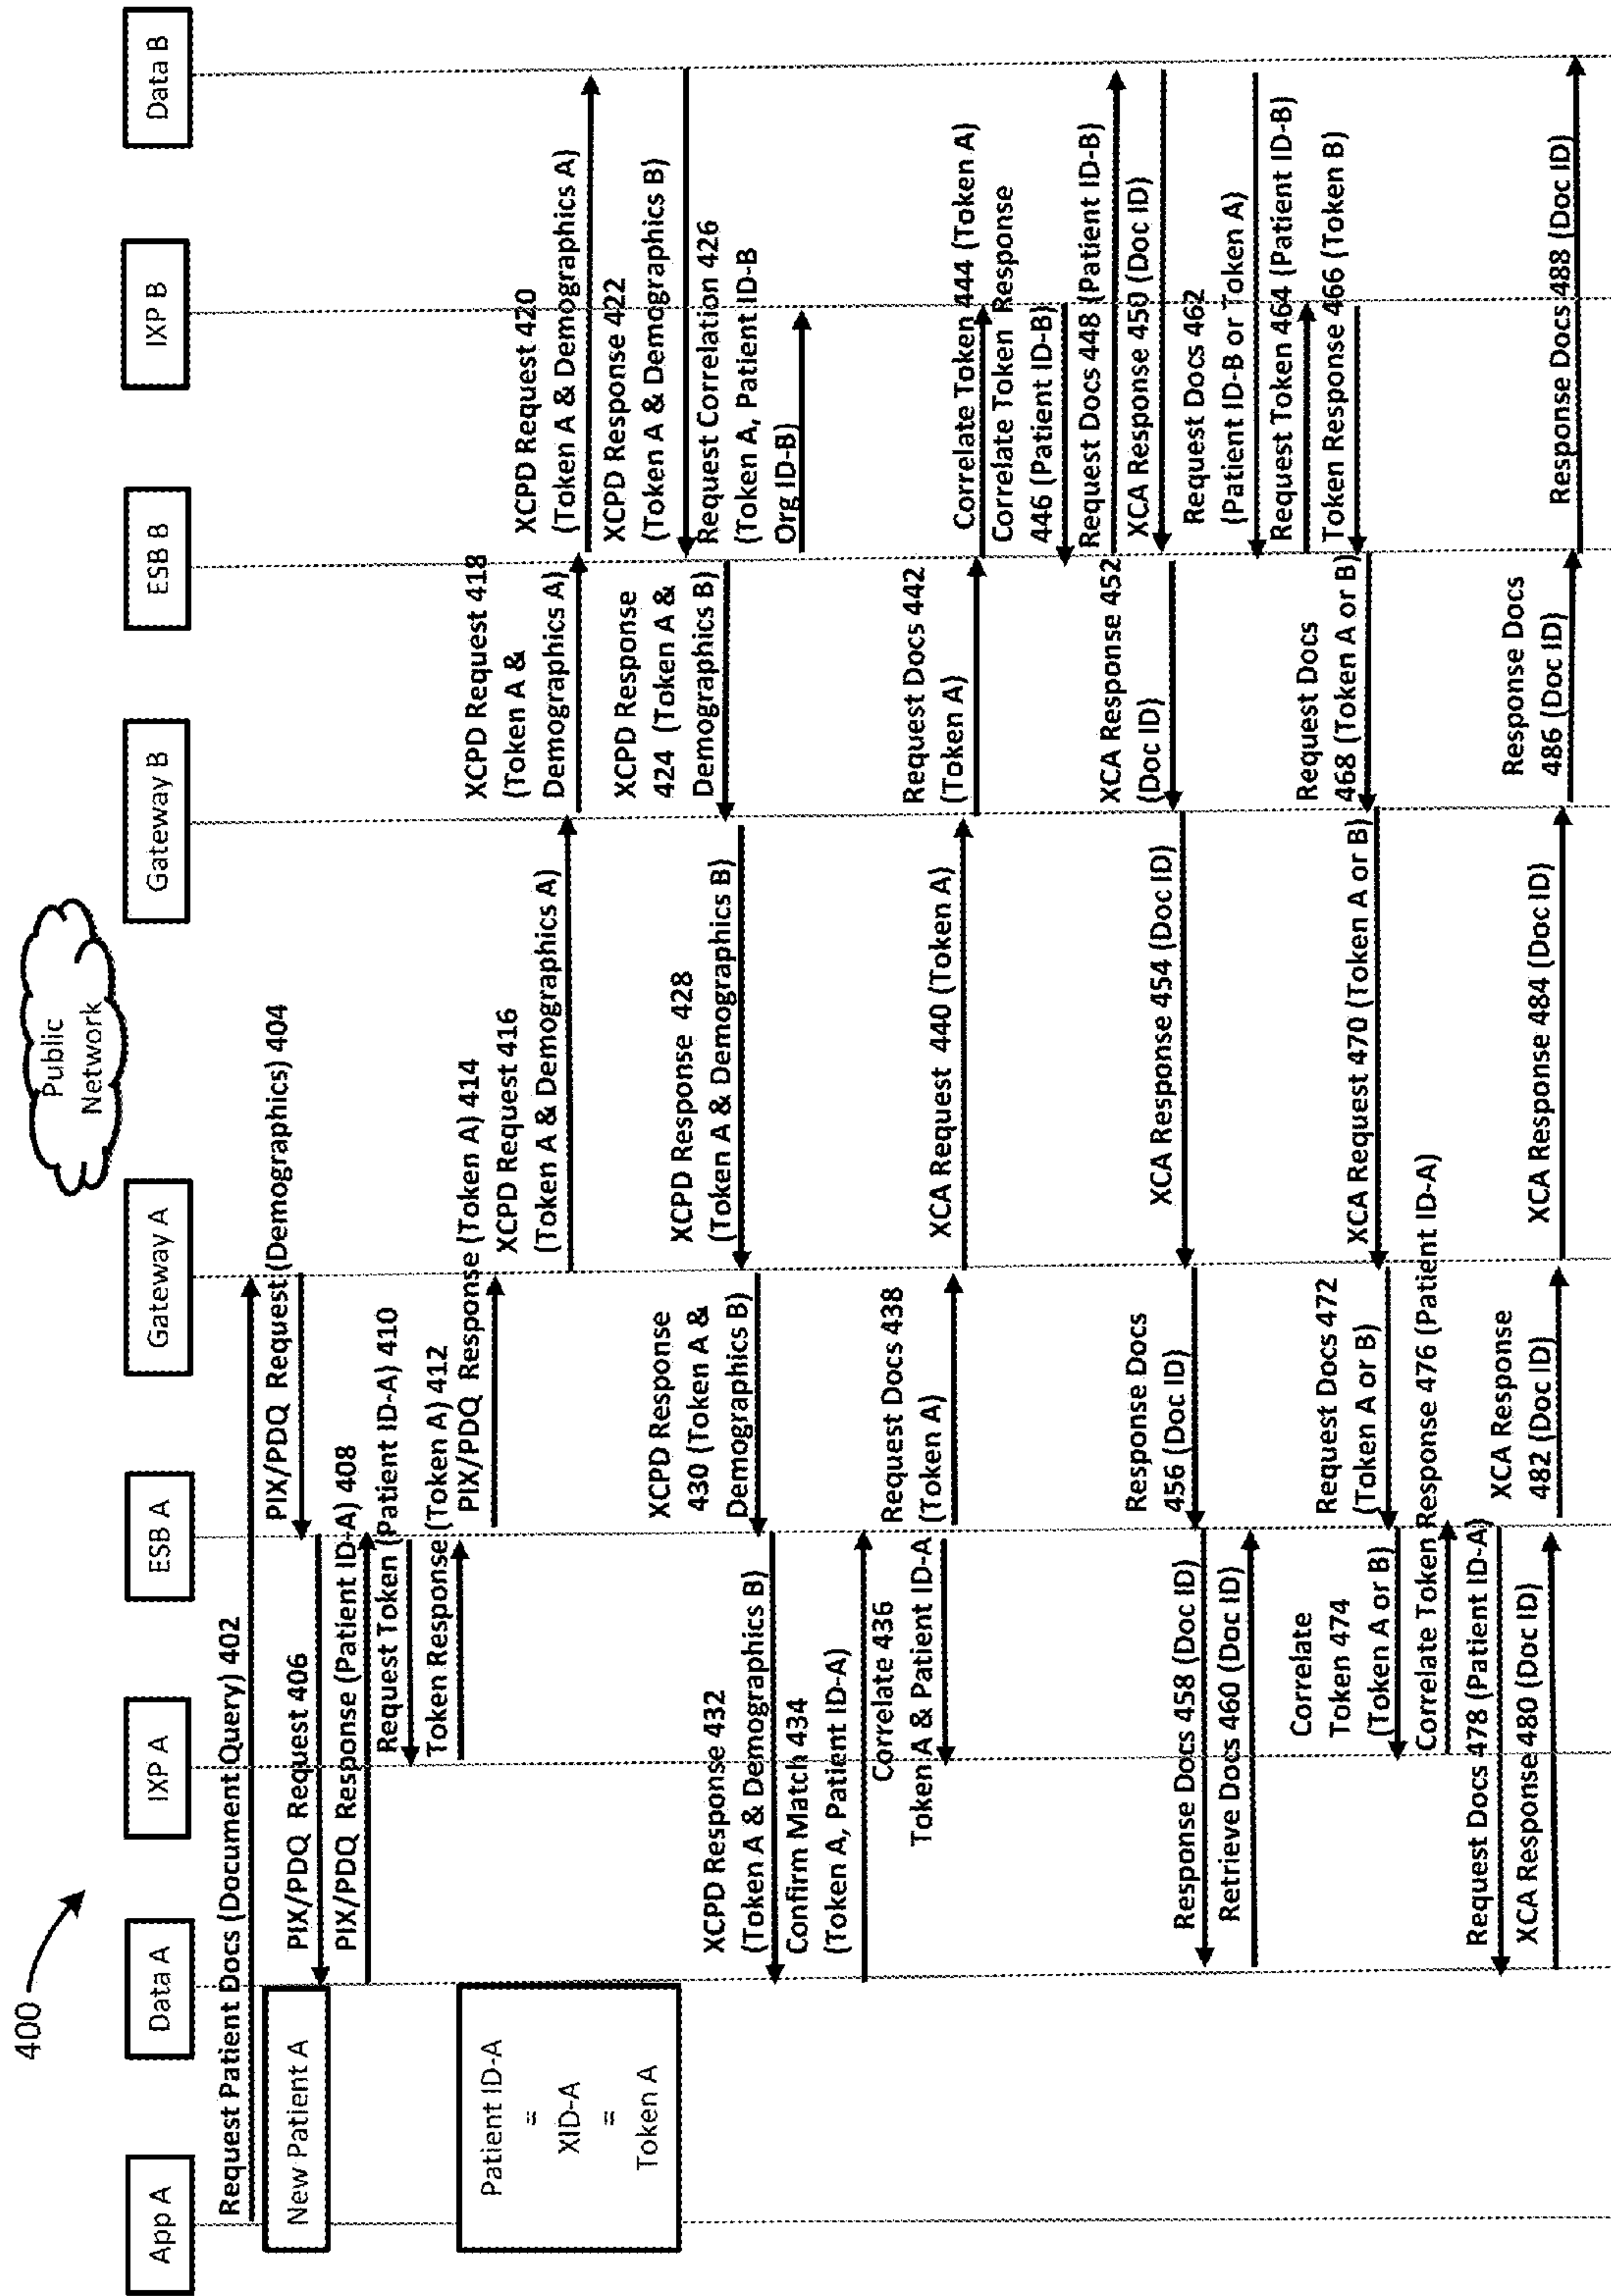 400
Public
Network
App A
Data A
IXP A
ESB A
Gateway A
Gateway B
ESB B
IXP B
Data B
Request Patient Docs (Document Query) 402
New Patient A
PIX/PDQ Request (Demographics) 404
PIX/PDQ Request 406
PIX/PDQ Response (Patient ID-A) 408
Request Token (Patient ID-A) 410
Token Response (Token A) 412
PIX/PDQ Response (Token A) 414
Patient ID-A
=
XID-A
=
Token A
XCPD Request 416
(Token A & Demographics A)
XCPD Request 418
(Token A &
Demographics A)
XCPD Request 420
(Token A & Demographics A)
XCPD Response 422
(Token A & Demographics B)
XCPD Response
424 (Token A &
Demographics B)
Request Correlation 426
(Token A, Patient ID-B
Org ID-B)
XCPD Response 428
(Token A & Demographics B)
XCPD Response
430 (Token A &
Demographics B)
XCPD Response 432
(Token A & Demographics B)
Confirm Match 434
(Token A, Patient ID-A)
Correlate 436
Token A & Patient ID-A
Request Docs 438
(Token A)
XCA Request 440 (Token A)
Request Docs 442
(Token A)
Correlate Token 444 (Token A)
Correlate Token Response
446 (Patient ID-B)
Request Docs 448 (Patient ID-B)
XCA Response 450 (Doc ID)
XCA Response 452
(Doc ID)
XCA Response 454 (Doc ID)
Response Docs
456 (Doc ID)
Response Docs 458 (Doc ID)
Retrieve Docs 460 (Doc ID)
Request Docs 462
(Patient ID-B or Token A)
Request Token 464 (Patient ID-B)
Token Response 466 (Token B)
Request Docs
468 (Token A or B)
XCA Request 470 (Token A or B)
Request Docs 472
(Token A or B)
Correlate
Token 474
(Token A or B)
Correlate Token Response 476 (Patient ID-A)
Request Docs 478 (Patient ID-A)
XCA Response 480 (Doc ID)
XCA Response
482 (Doc ID)
XCA Response 484 (Doc ID)
Response Docs
486 (Doc ID)
Response Docs 488 (Doc ID)